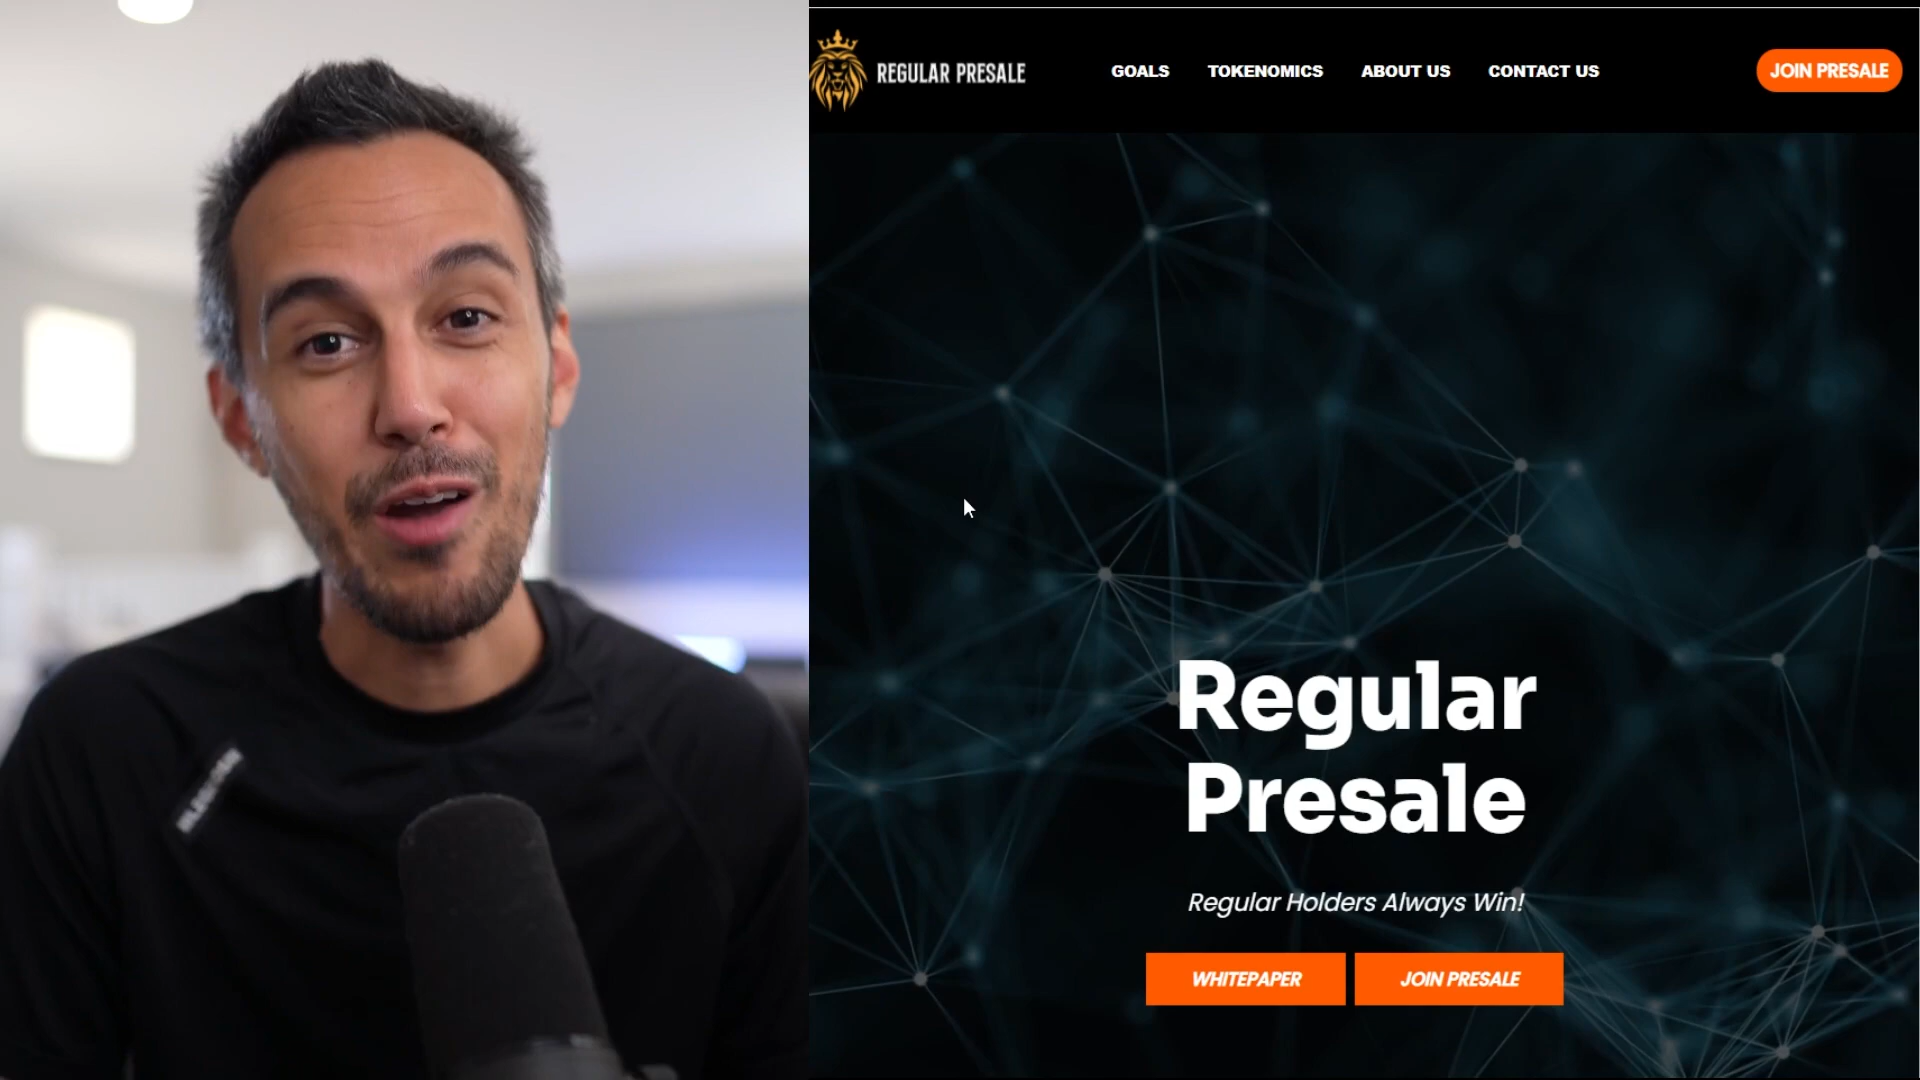 REGULAR PRESALE
GOALS
TOKENOMICS
ABOUT US
CONTACT US
JOIN PRESALE
Regular
Presale
Regular Holders Always Win!
WHITEPAPER
JOIN PRESALE